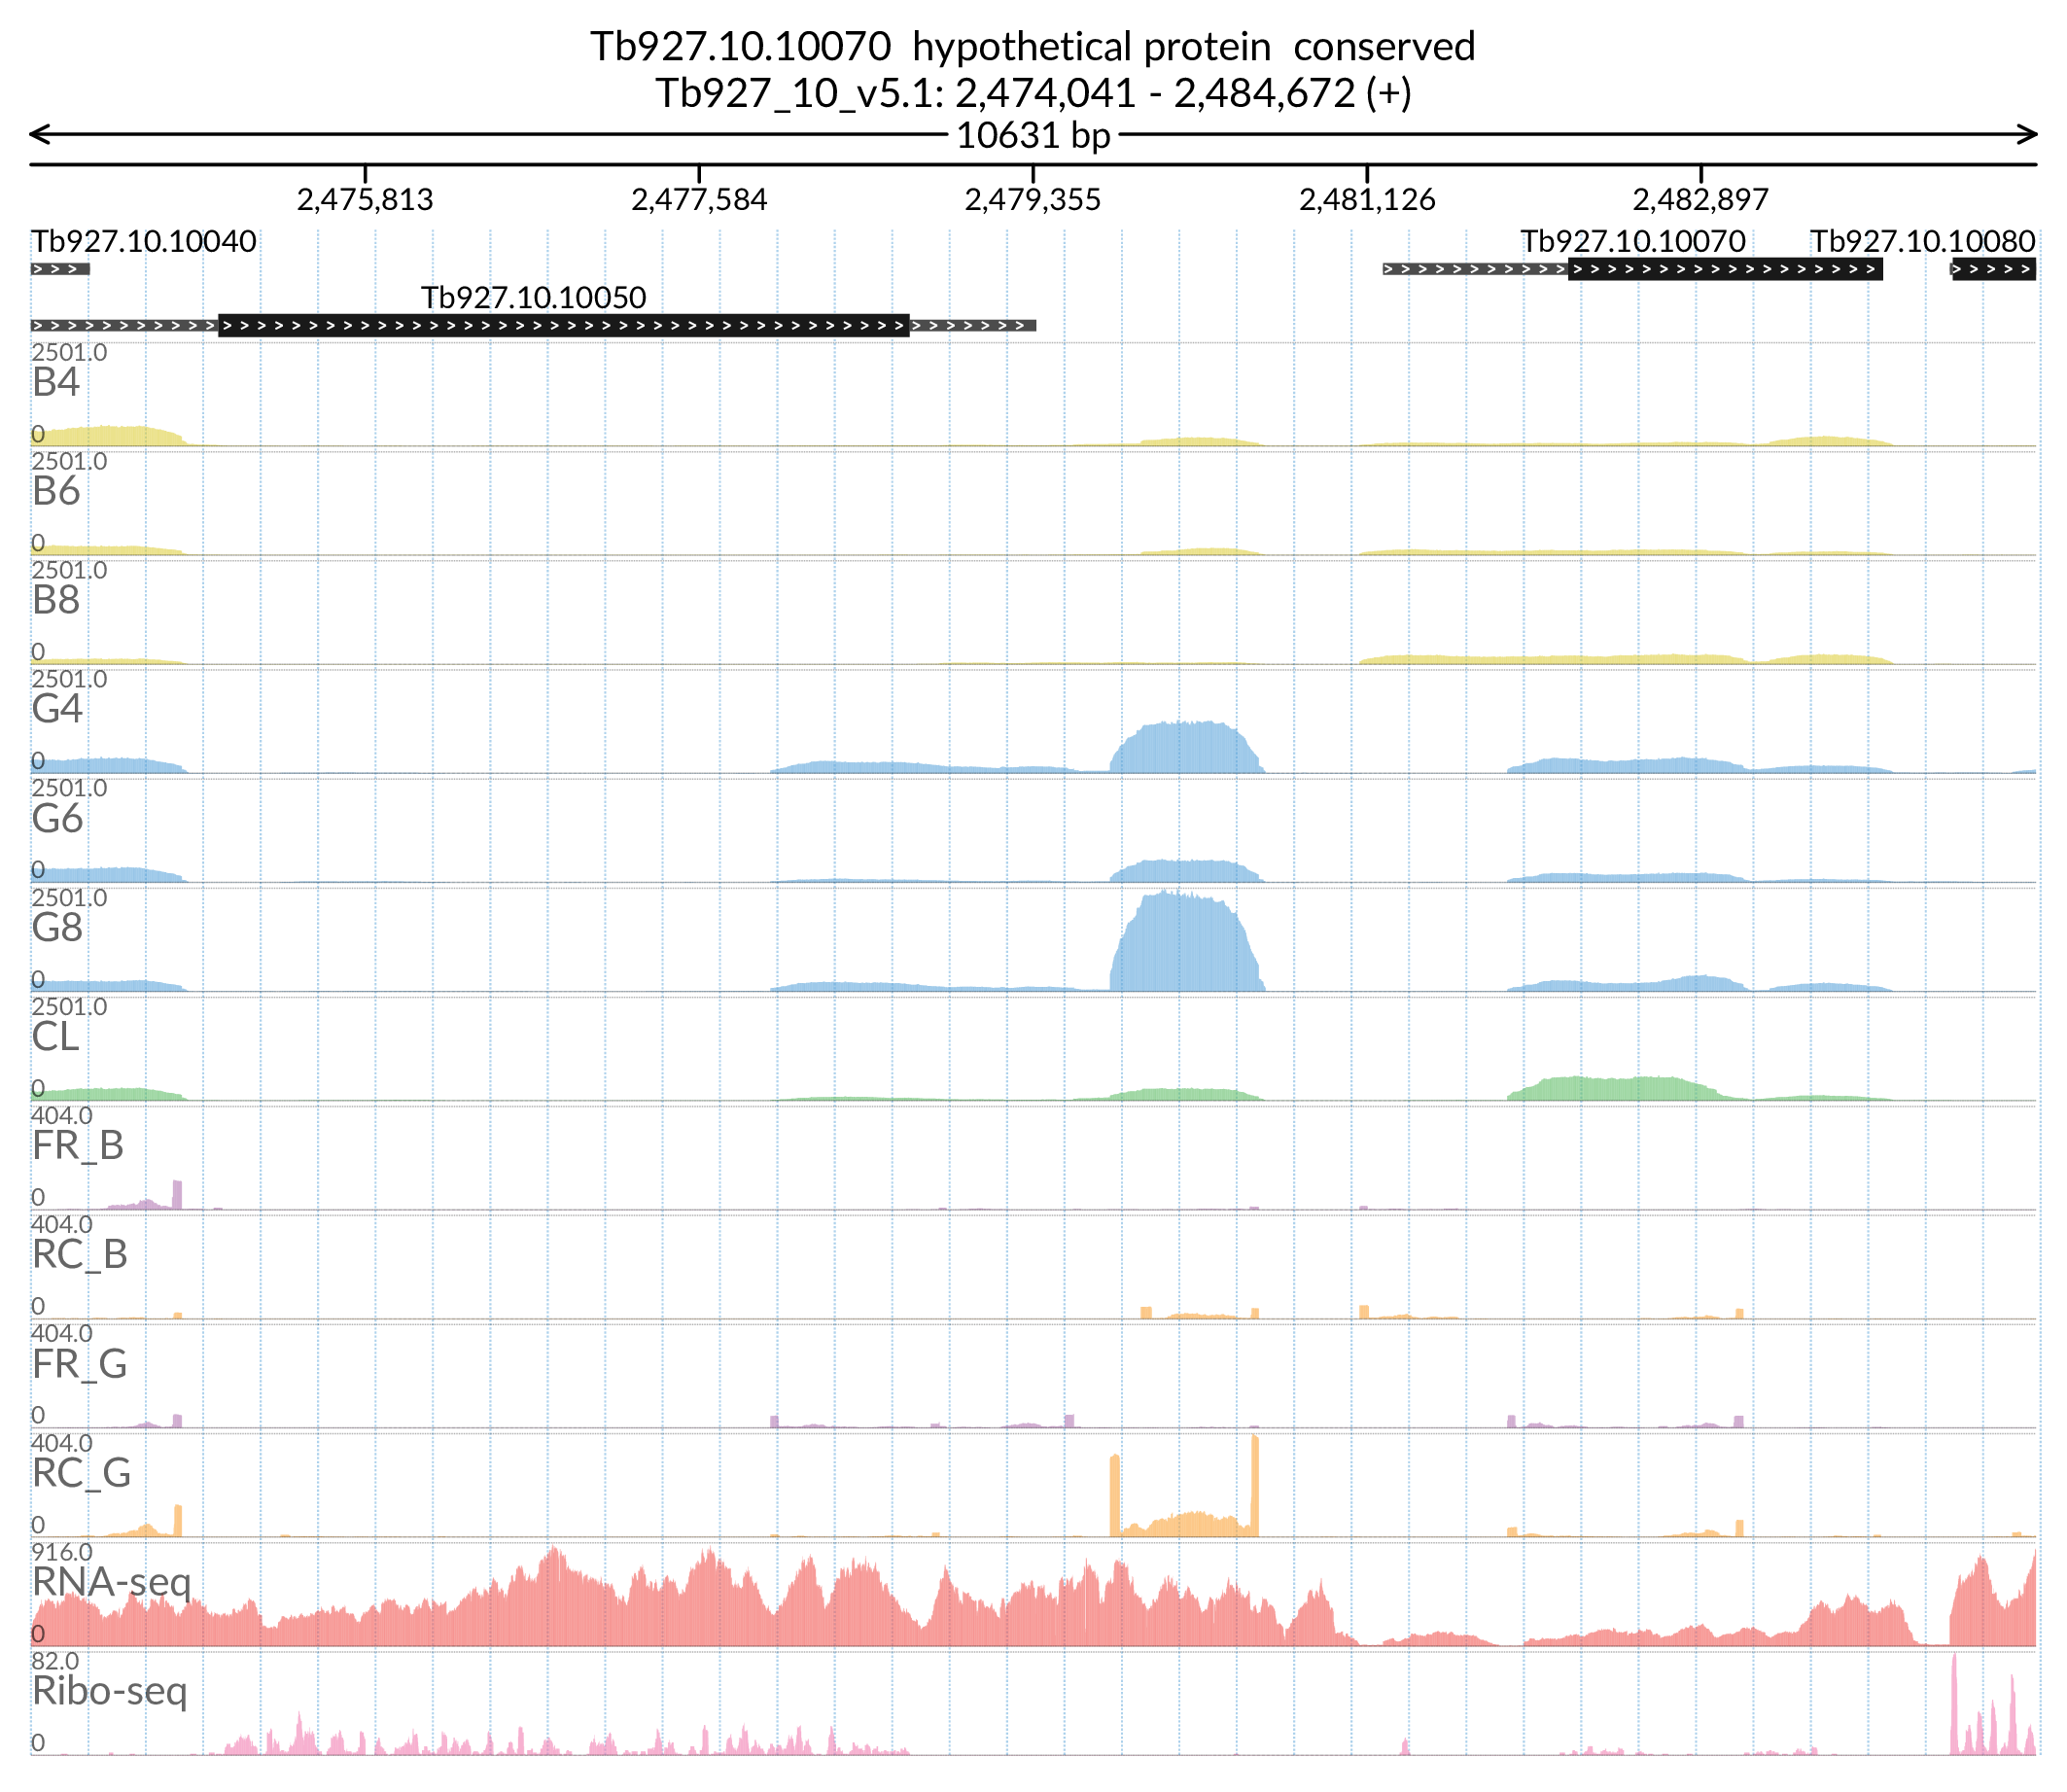 Tb927.10.10070 hypothetical protein conserved
Tb927_10_v5.1: 2,474,041 - 2,484,672 (+)
10631 bp
2,475,813 2,477,584 2,479,355 2,481,126 2,482,897
Tb927.10.10040 Tb927.10.10070 Tb927.10.10080
Tb927.10.10050
2501.0
B4
0
2501.0
B6
0
2501.0
B8
0
2501.0
G4
0
2501.0
G6
0
2501.0
G8
0
2501.0
CL
0
404.0
FR_B
0
404.0
RC_B
0
404.0
FR_G
0
404.0
RC_G
0
916.0
RNA-seq
0
82.0
Ribo-seq
0